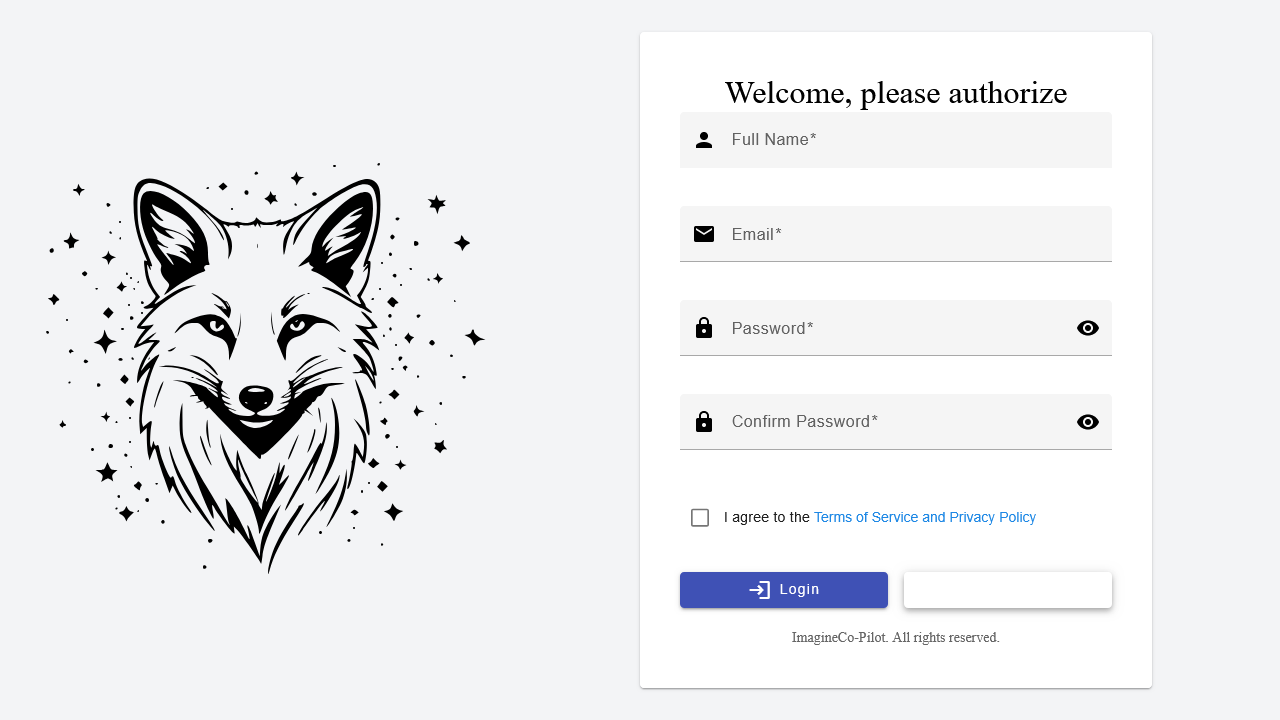 Welcome, please authorize
Full Name*
Email*
Password*
Confirm Password*
I agree to the Terms of Service and Privacy Policy
Login
ImagineCo-Pilot. All rights reserved.